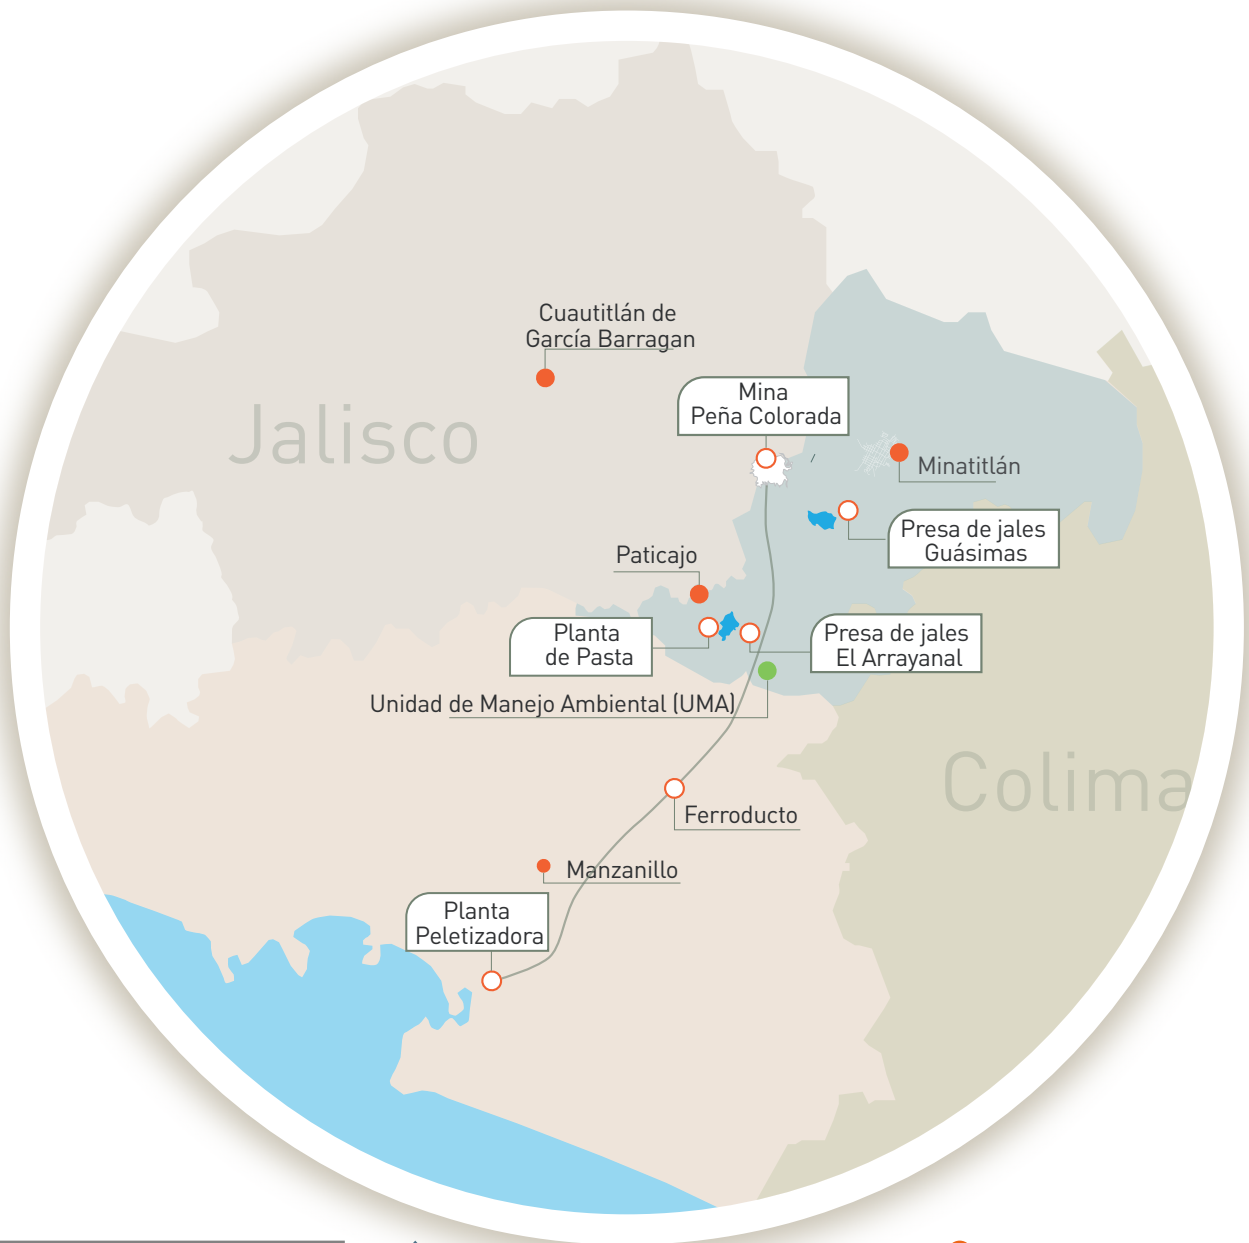 Cuautitlán de
García Barragan
Jalisco
Mina
Peña Colorada
Minatitlán
Presa de jales
Guásimas
Paticajo
Planta
de Pasta
Presa de jales
El Arrayanal
Unidad de Manejo Ambiental (UMA)
Colima
Ferroducto
Manzanillo
Planta
Peletizadora